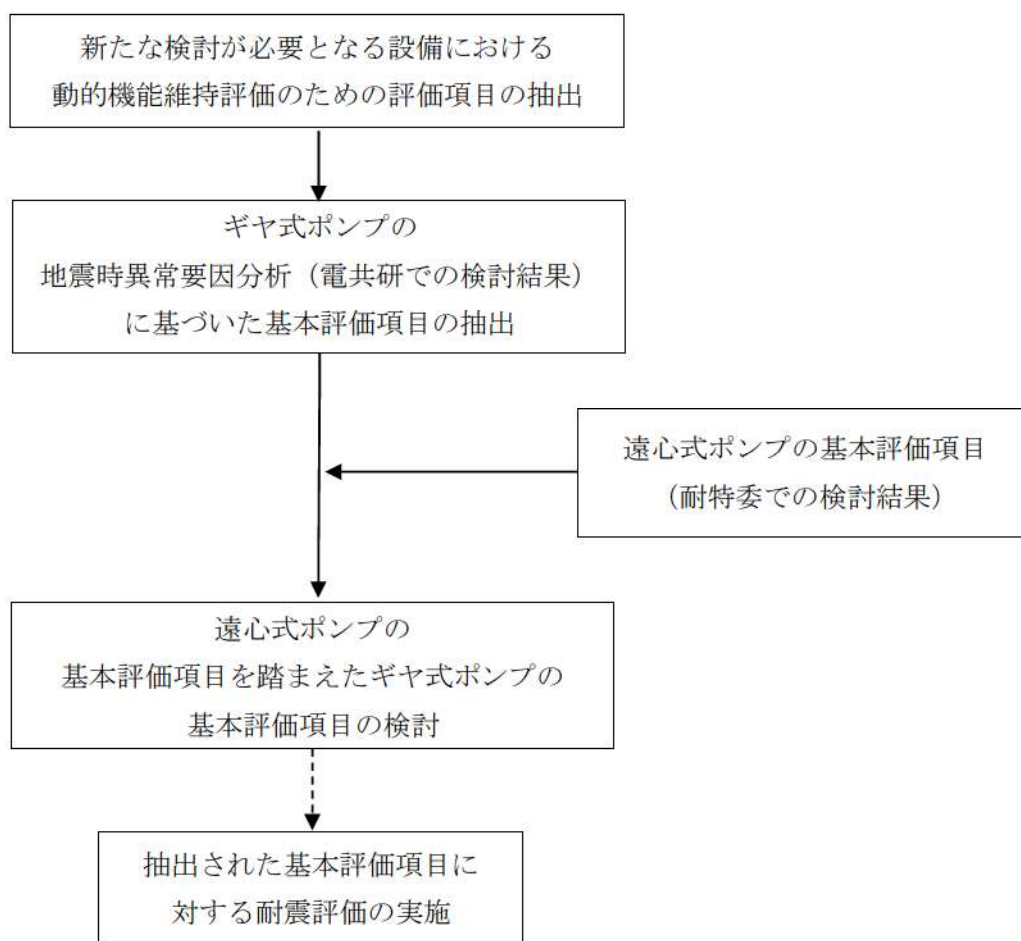 新たな検討が必要となる設備における
動的機能維持評価のための評価項目の抽出
ギヤ式ポンプの
地震時異常要因分析（電共研での検討結果）
に基づいた基本評価項目の抽出
遠心式ポンプの基本評価項目
（耐特委での検討結果）
遠心式ポンプの
基本評価項目を踏まえたギヤ式ポンプの
基本評価項目の検討
抽出された基本評価項目に
対する耐震評価の実施